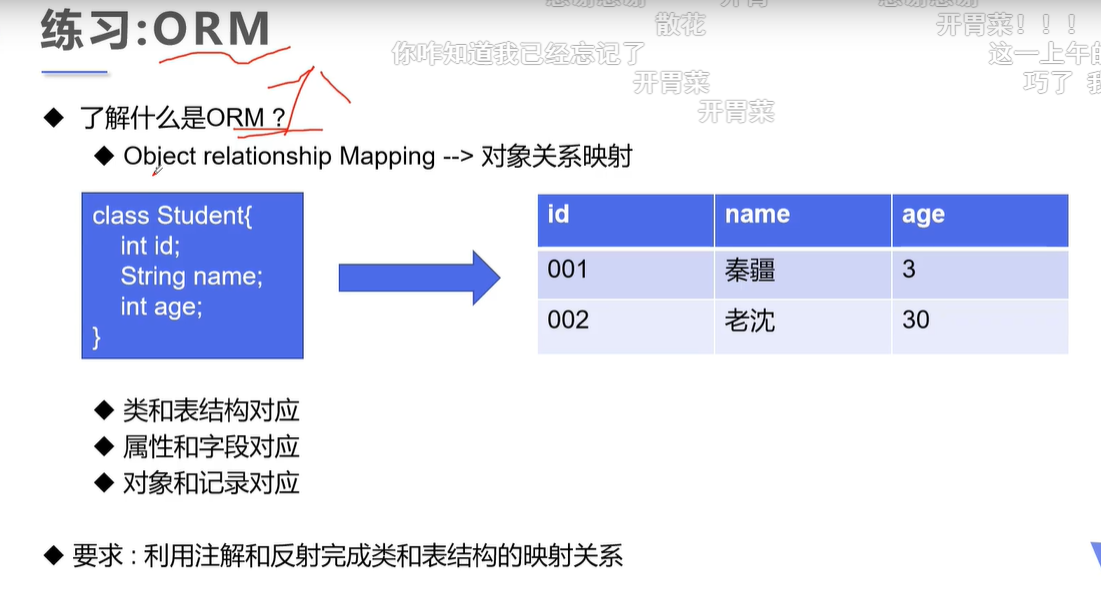 练习:ORM
散花
开胃菜！！！
你咋知道我已经忘记了
这一上午的
开胃菜
巧了 我
开胃菜
◆ 了解什么是ORM？
◆ Object relationship Mapping --> 对象关系映射
class Student{
int id;
String name;
int age;
}
id name age
001 秦疆 3
002 老沈 30
◆ 类和表结构对应
◆ 属性和字段对应
◆ 对象和记录对应
◆ 要求 : 利用注解和反射完成类和表结构的映射关系